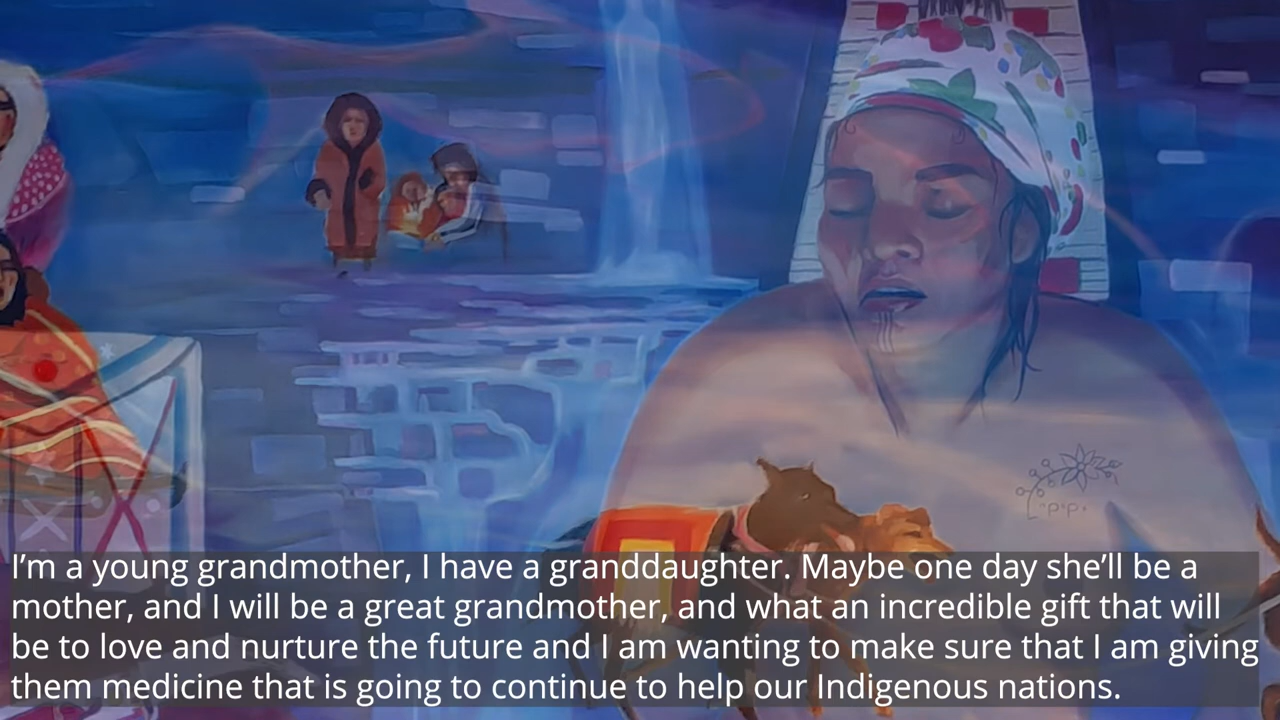 I’m a young grandmother, I have a granddaughter. Maybe one day she’ll be a
mother, and I will be a great grandmother, and what an incredible gift that will
be to love and nurture the future and I am wanting to make sure that I am giving
them medicine that is going to continue to help our Indigenous nations.